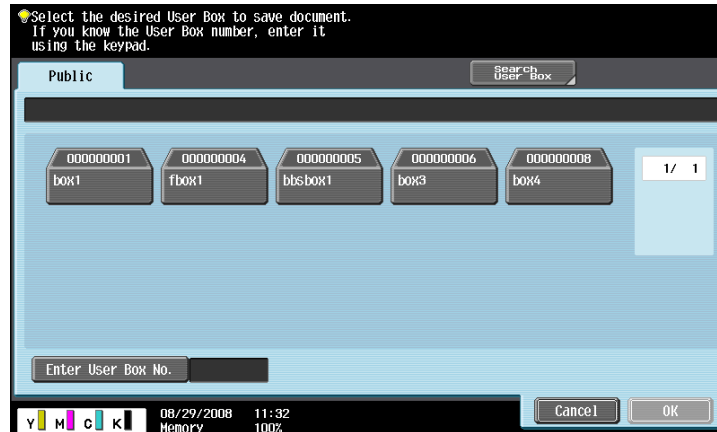 Select the desired User Box to save document.
If you know the User Box number, enter it
using the keypad.
Public
Search
User Box
000000001
box1
000000004
fbox1
000000005
bbsbox1
000000006
box3
000000008
box4
1/ 1
Enter User Box No.
Cancel
OK
Y M C K
08/29/2008 11:32
Memory 100%